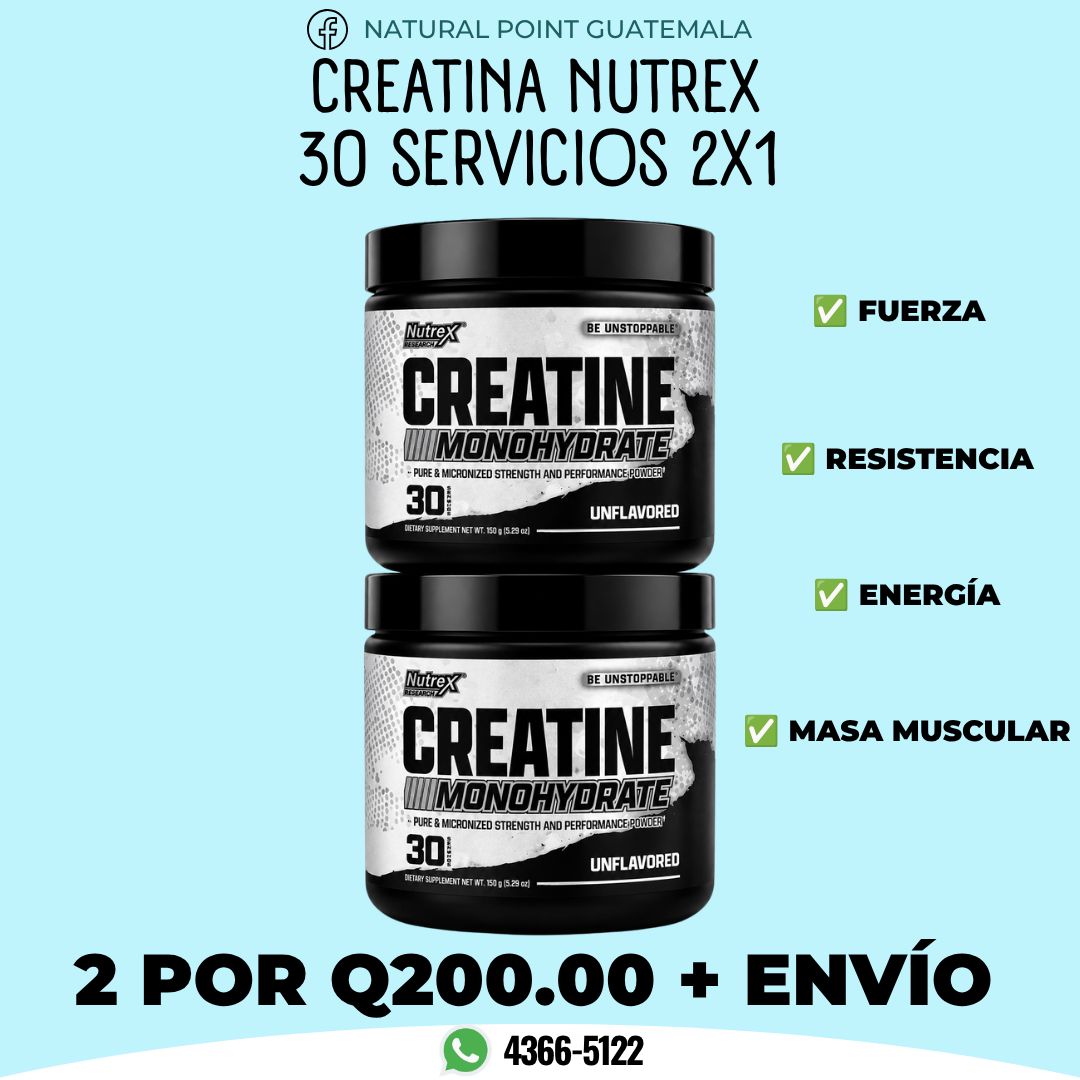 NATURAL POINT GUATEMALA
CREATINA NUTREX
30 SERVICIOS 2X1
Nutrex
RESEARCH
BE UNSTOPPABLE
CREATINE
MONOHYDRATE
PURE & MICRONIZED STRENGTH AND PERFORMANCE POWDER
30
UNFLAVORED
DIETARY SUPPLEMENT NET WT. 150 g (5.29 oz)
Nutrex
RESEARCH
BE UNSTOPPABLE
CREATINE
MONOHYDRATE
PURE & MICRONIZED STRENGTH AND PERFORMANCE POWDER
30
UNFLAVORED
DIETARY SUPPLEMENT NET WT. 150 g (5.29 oz)
✅ FUERZA
✅ RESISTENCIA
✅ ENERGÍA
✅ MASA MUSCULAR
2 POR Q200.00 + ENVÍO
4366-5122